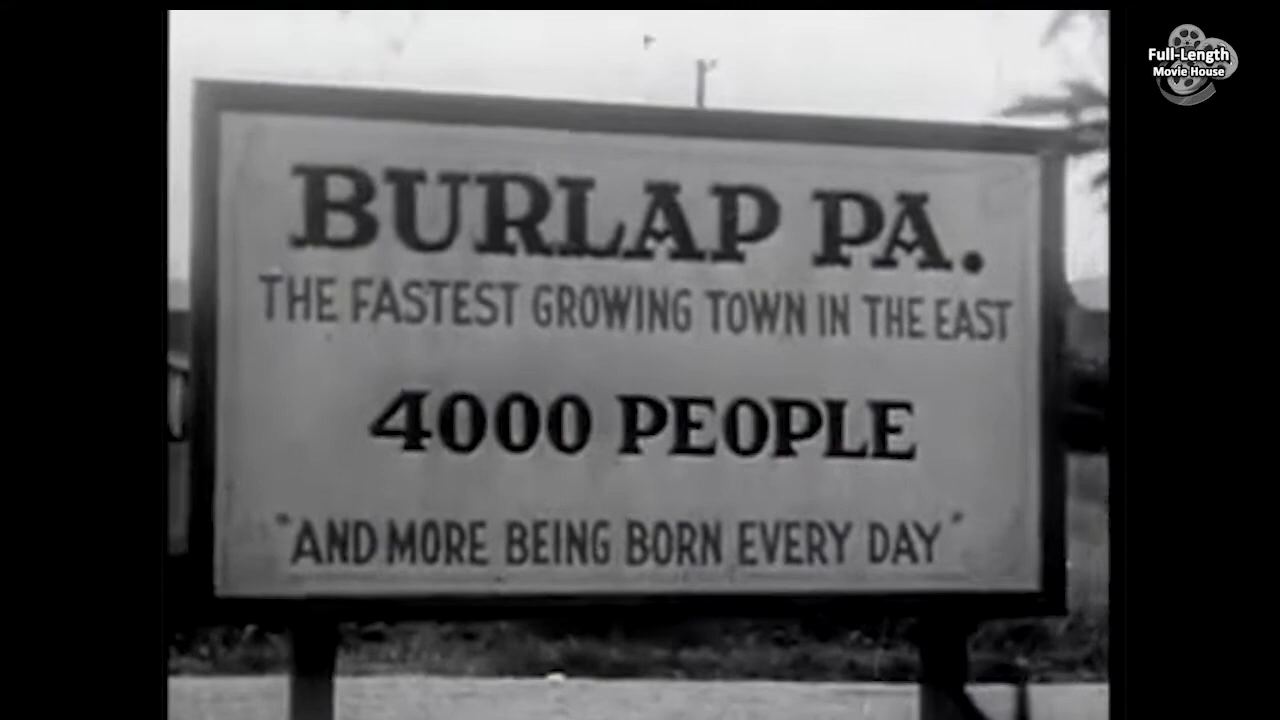 BURLAP PA.
THE FASTEST GROWING TOWN IN THE EAST
4000 PEOPLE
"AND MORE BEING BORN EVERY DAY"
Full-Length
Movie House